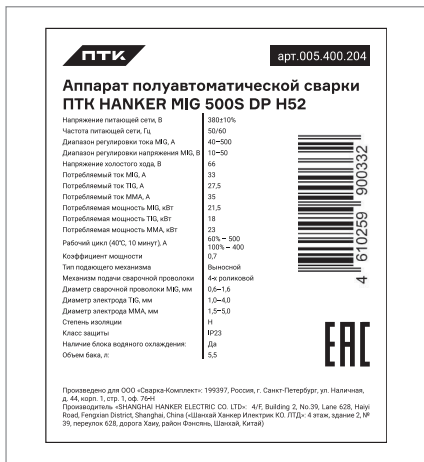 ПТК
арт.005.400.204
Аппарат полуавтоматической сварки
ПТК HANKER MIG 500S DP H52
Напряжение питающей сети, В 380±10%
Частота питающей сети, Гц 50/60
Диапазон регулировки тока MIG, А 40–500
Диапазон регулировки напряжения MIG, В 10–50
Напряжение холостого хода, В 66
Потребляемый ток MIG, А 33
Потребляемый ток TIG, А 27,5
Потребляемый ток MMA, А 35
Потребляемая мощность MIG, кВт 21,5
Потребляемая мощность TIG, кВт 18
Потребляемая мощность MMA, кВт 23
Рабочий цикл (40°С, 10 минут), А 60% – 500
100% – 400
Коэффициент мощности 0,7
Тип подающего механизма Выносной
Механизм подачи сварочной проволоки 4-х роликовой
Диаметр сварочной проволоки MIG, мм 0,6–1,6
Диаметр электрода TIG, мм 1,0-4,0
Диаметр электрода MMA, мм 1,5-5,0
Степень изоляции H
Класс защиты IP23
Наличие блока водяного охлаждения: Да
Объем бака, л: 5,5
4 610259 900332
EAC
Произведено для ООО «Сварка-Комплект»: 199397, Россия, г. Санкт-Петербург, ул. Наличная,
д. 44, корп. 1, стр. 1, оф. 76-Н
Производитель «SHANGHAI HANKER ELECTRIC CO. LTD»: 4/F, Building 2, No.39, Lane 628, Haiyi
Road, Fengxian District, Shanghai, China («Шанхай Ханкер Илектрик КО. ЛТД»: 4 этаж, здание 2, №
39, переулок 628, дорога Хаиу, район Фэнсянь, Шанхай, Китай)